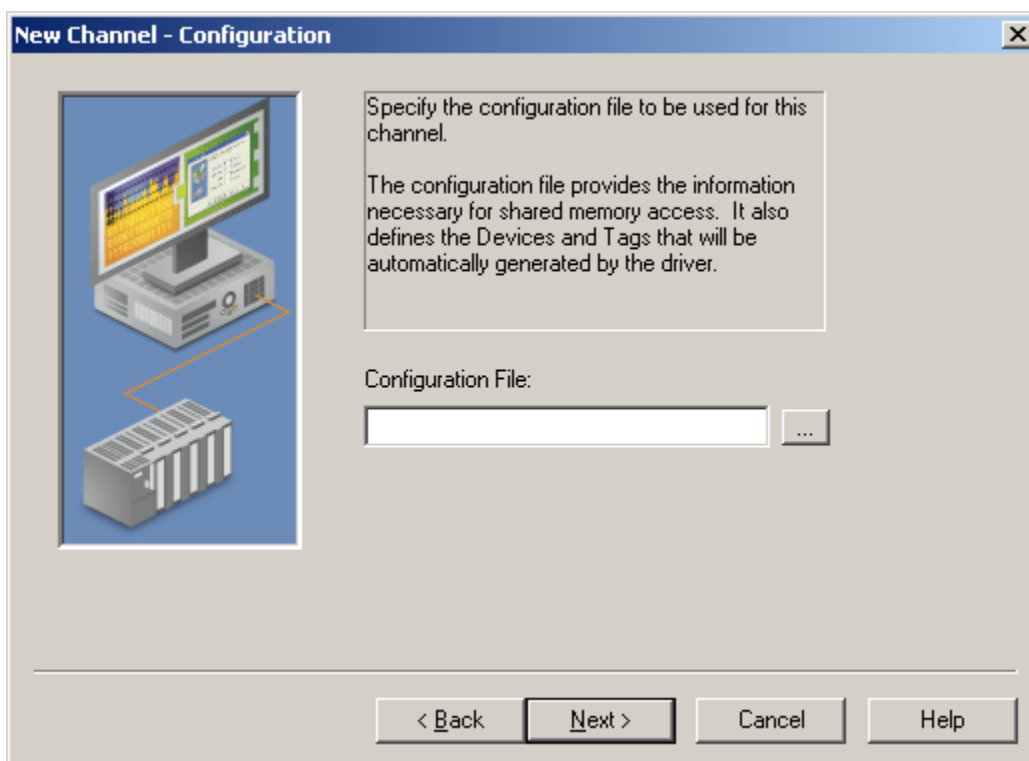 New Channel - Configuration
Specify the configuration file to be used for this
channel.
The configuration file provides the information
necessary for shared memory access.  It also
defines the Devices and Tags that will be
automatically generated by the driver.
Configuration File:
...
< Back
Next >
Cancel
Help